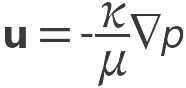 u = -κ/μ ∇p